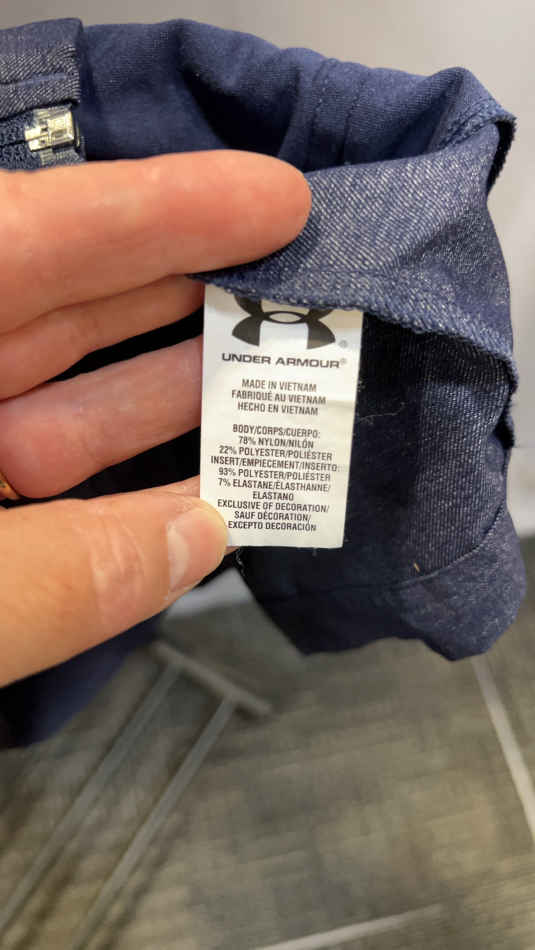 UNDER ARMOUR®
MADE IN VIETNAM
FABRIQUÉ AU VIETNAM
HECHO EN VIETNAM
BODY/CORPS/CUERPO:
78% NYLON/NILÓN
22% POLYESTER/POLIÉSTER
INSERT/EMPIECEMENT/INSERTO:
93% POLYESTER/POLIÉSTER
7% ELASTANE/ÉLASTHANNE/
ELASTANO
EXCLUSIVE OF DECORATION/
SAUF DÉCORATION/
EXCEPTO DECORACIÓN